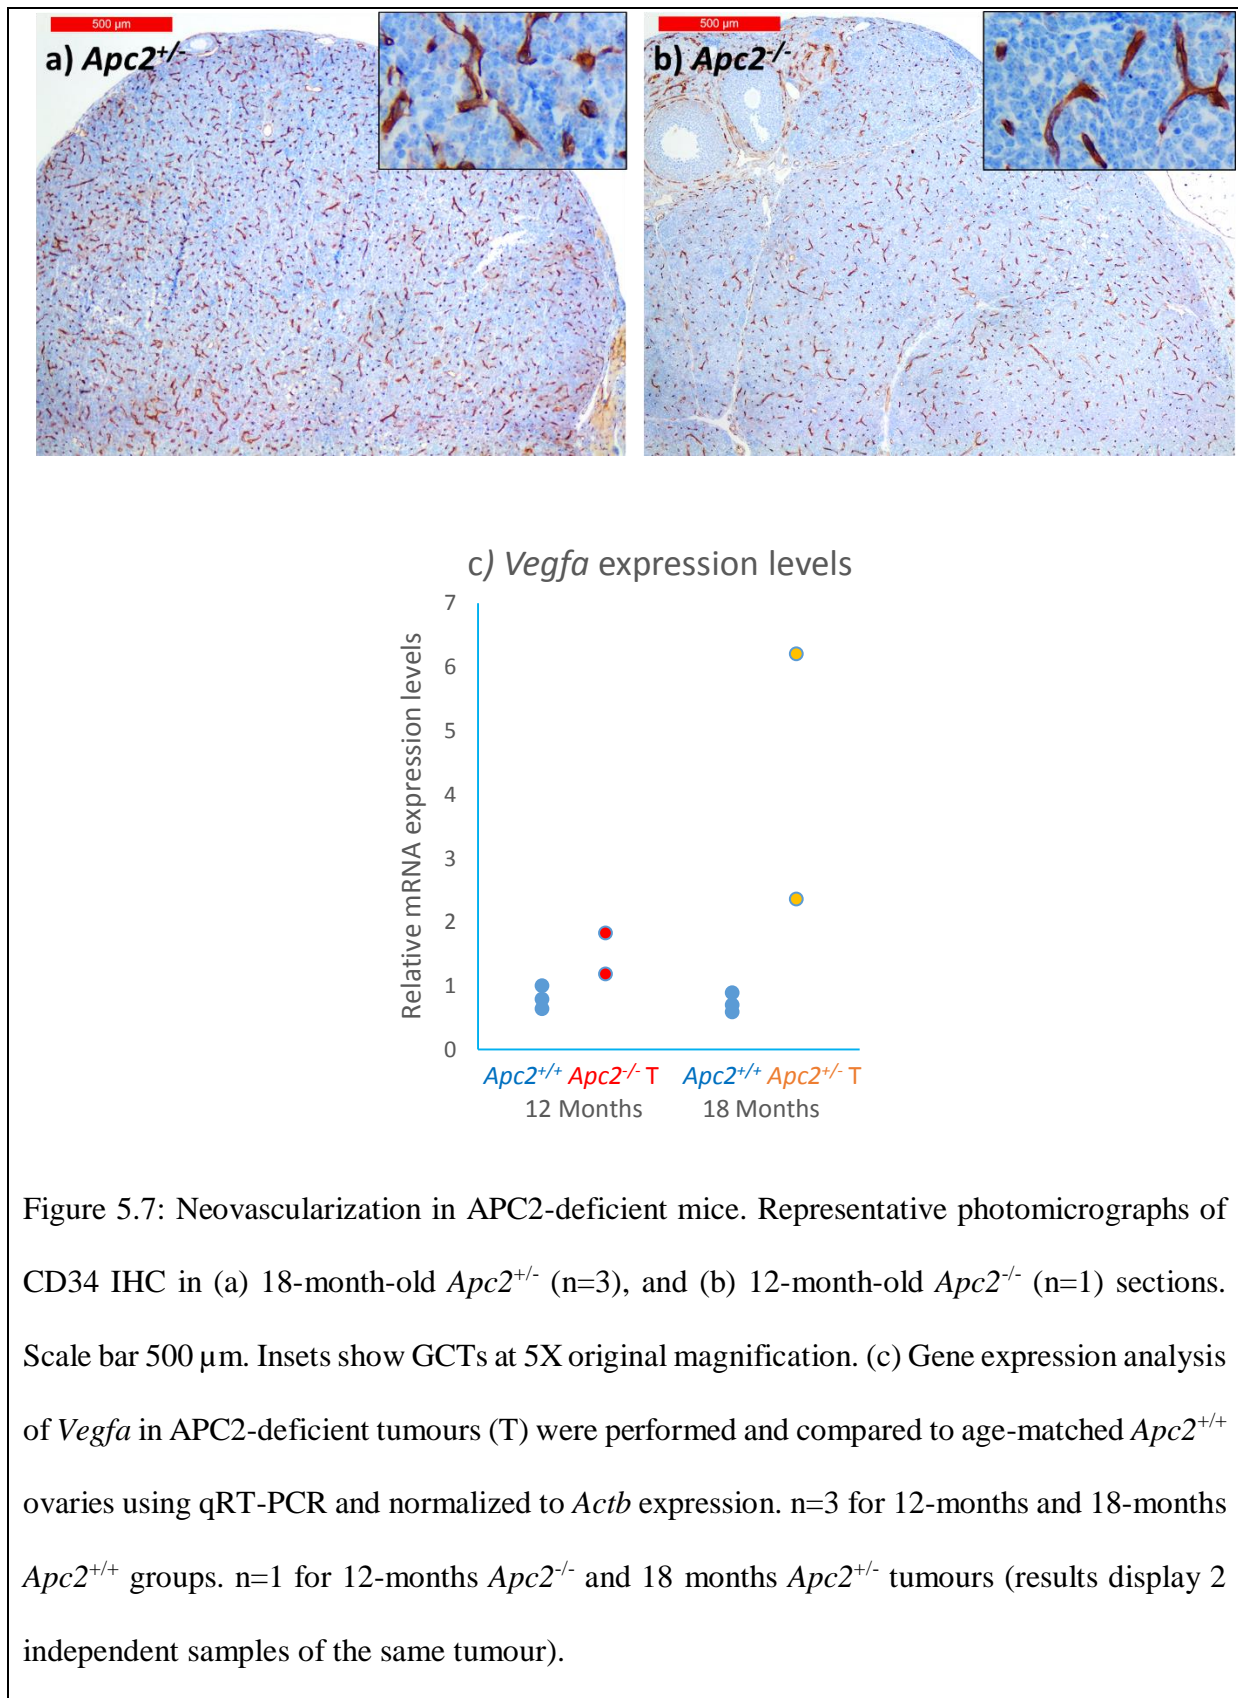 500 µm
a) Apc2+/-
500 µm
b) Apc2-/-
c) Vegfa expression levels
Relative mRNA expression levels
7
6
5
4
3
2
1
0
Apc2+/+ Apc2-/- T Apc2+/+ Apc2+/- T
12 Months 18 Months
Figure 5.7: Neovascularization in APC2-deficient mice. Representative photomicrographs of
CD34 IHC in (a) 18-month-old Apc2+/- (n=3), and (b) 12-month-old Apc2-/- (n=1) sections.
Scale bar 500 µm. Insets show GCTs at 5X original magnification. (c) Gene expression analysis
of Vegfa in APC2-deficient tumours (T) were performed and compared to age-matched Apc2+/+
ovaries using qRT-PCR and normalized to Actb expression. n=3 for 12-months and 18-months
Apc2+/+ groups. n=1 for 12-months Apc2-/- and 18 months Apc2+/- tumours (results display 2
independent samples of the same tumour).